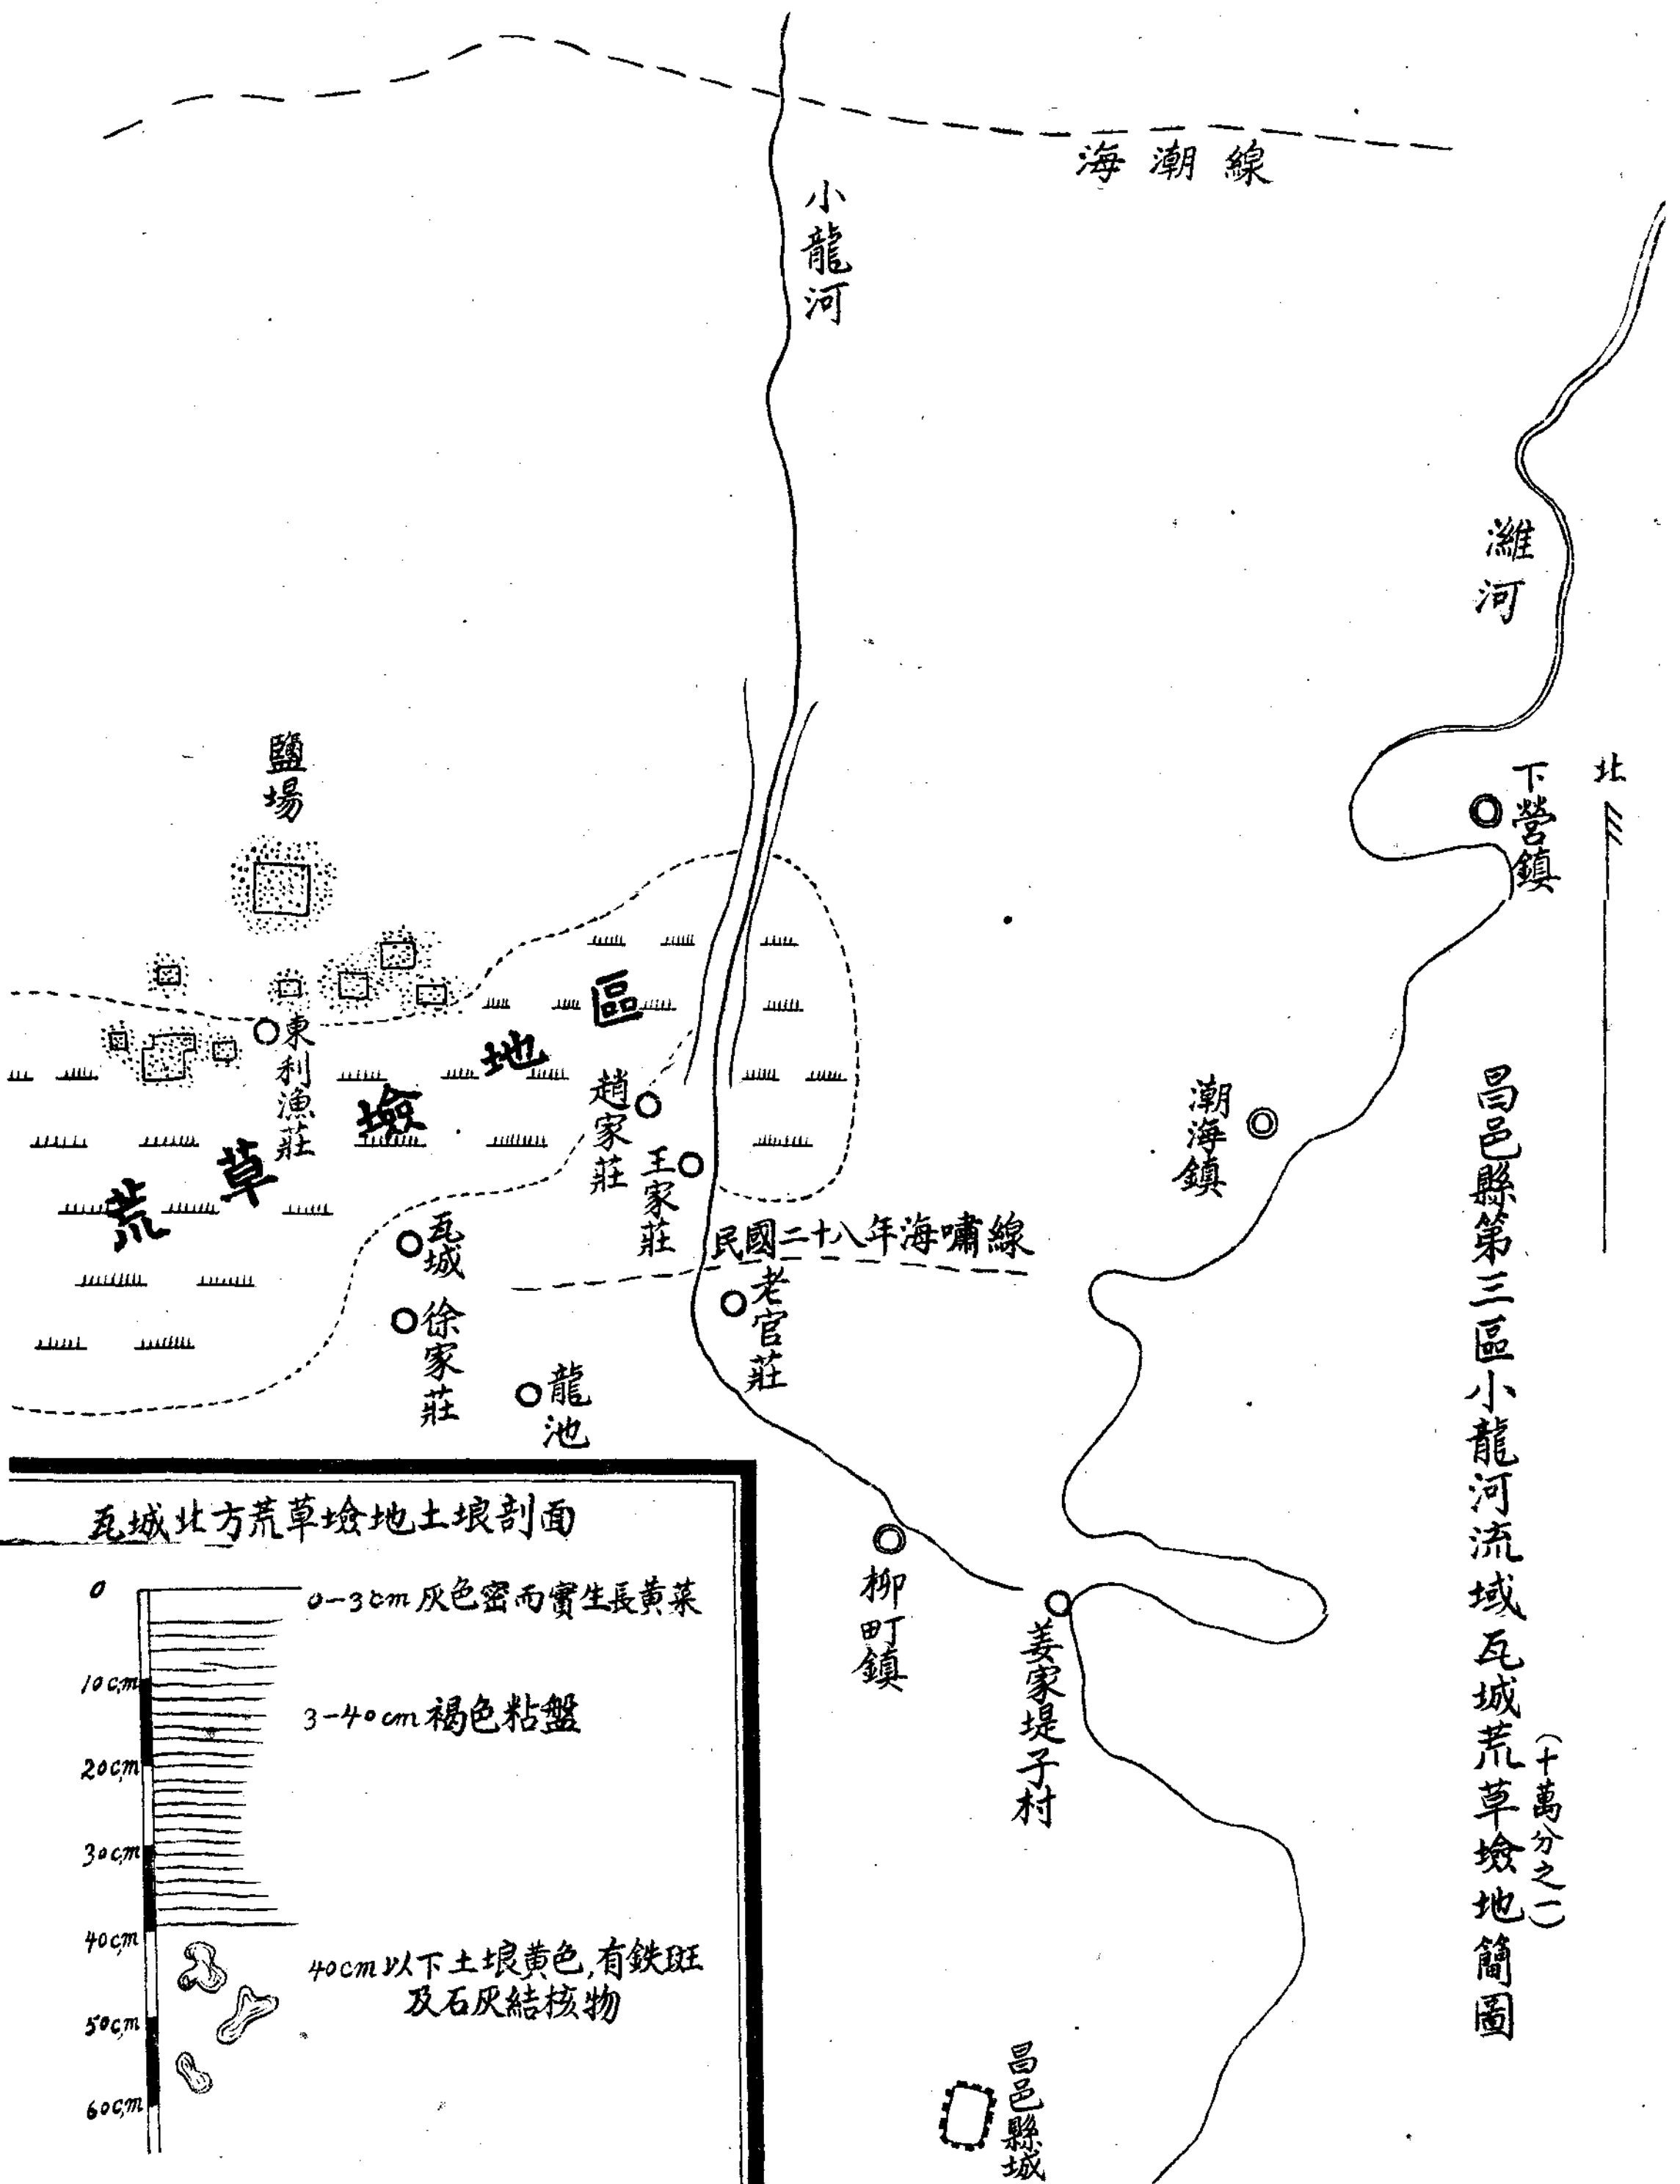 昌邑縣第三區小龍河流域瓦城荒草墝地簡圖
(十萬分之一)
北
海潮線
小龍河
濰河
下營鎮
鹽場
東利漁莊
荒草墝地區
趙家莊
王家莊
潮海鎮
瓦城
民國二十八年海嘯線
老官莊
徐家莊
龍池
柳町鎮
姜家堤子村
昌邑縣城
瓦城北方荒草墝地土埌剖面
0
0-3cm 灰色密而實生長黃菜
10cm
3-40cm 褐色粘盤
20cm
30cm
40cm
40cm以下土埌黃色,有鉄斑
及石灰結核物
50cm
60cm